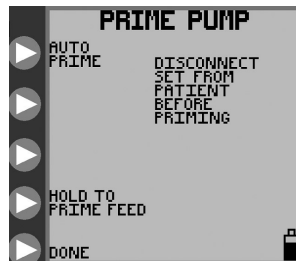 PRIME PUMP
AUTO
PRIME
DISCONNECT
SET FROM
PATIENT
BEFORE
PRIMING
HOLD TO
PRIME FEED
DONE